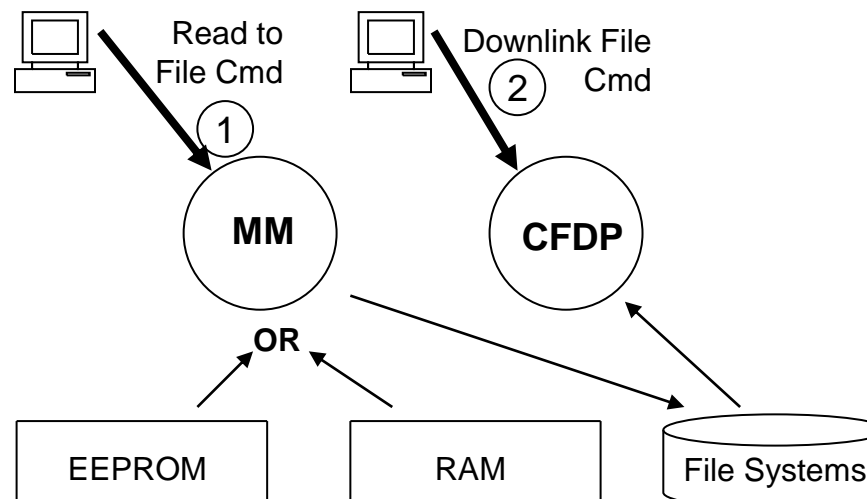 Read to
File Cmd
1
Downlink File
Cmd
2
MM
CFDP
OR
EEPROM
RAM
File Systems